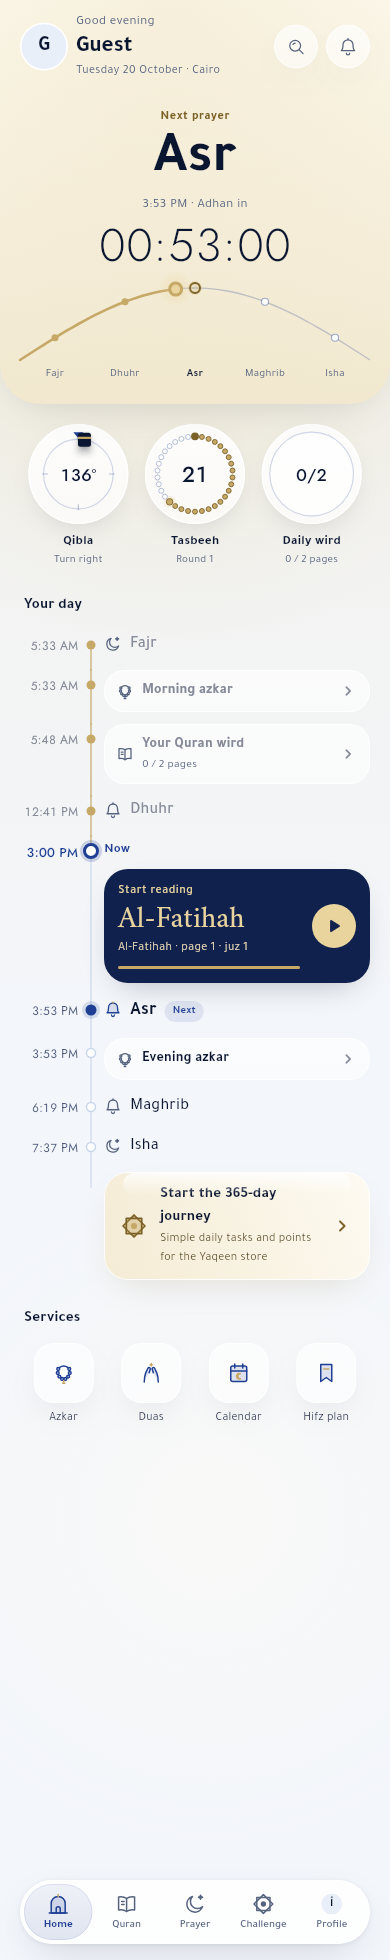 Good evening
G
Guest
Tuesday 20 October · Cairo
Next prayer
Asr
3:53 PM · Adhan in
00:53:00
Fajr Dhuhr Asr Maghrib Isha
136° 21 0/2
Qibla Tasbeeh Daily wird
Turn right Round 1 0 / 2 pages
Your day
5:33 AM Fajr
5:33 AM Morning azkar
5:48 AM Your Quran wird
0 / 2 pages
12:41 PM Dhuhr
3:00 PM Now
Start reading
Al-Fatihah
Al-Fatihah · page 1 · juz 1
3:53 PM Asr Next
3:53 PM Evening azkar
6:19 PM Maghrib
7:37 PM Isha
Start the 365-day
journey
Simple daily tasks and points
for the Yaqeen store
Services
Azkar Duas Calendar Hifz plan
i
Home Quran Prayer Challenge Profile